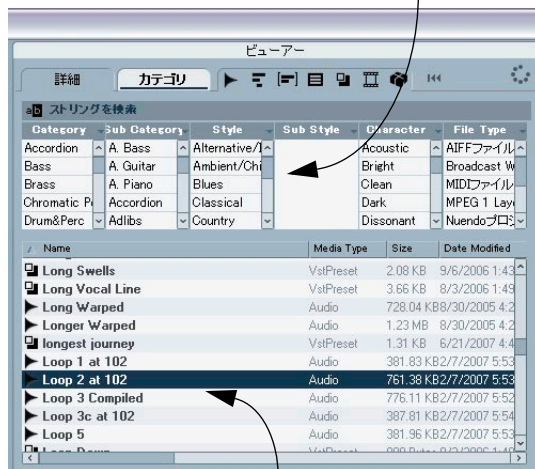 ビューアー
詳細 カテゴリ
ストリングを検索
Category Sub Category Style Sub Style Character File Type
Accordion A. Bass Alternative/I Acoustic AIFFファイル
Bass A. Guitar Ambient/Chi Bright Broadcast W
Brass A. Piano Blues Clean MIDIファイル
Chromatic P Accordion Classical Dark MPEG 1 Lay
Drum&Perc Adlibs Country Dissonant Nuendoプロジ
Name Media Type Size Date Modified
Long Swells VstPreset 2.08 KB 9/6/2006 1:43
Long Vocal Line VstPreset 3.66 KB 8/3/2006 1:49
Long Warped Audio 728.04 KB 8/30/2005 4:2
Longer Warped Audio 1.23 MB 8/30/2005 4:2
longest journey VstPreset 1.31 KB 6/21/2007 4:4
Loop 1 at 102 Audio 381.83 KB 2/7/2007 5:53
Loop 2 at 102 Audio 761.38 KB 2/7/2007 5:53
Loop 3 Compiled Audio 776.11 KB 2/7/2007 5:52
Loop 3c at 102 Audio 387.81 KB 2/7/2007 5:54
Loop 5 Audio 381.96 KB 2/7/2007 5:53